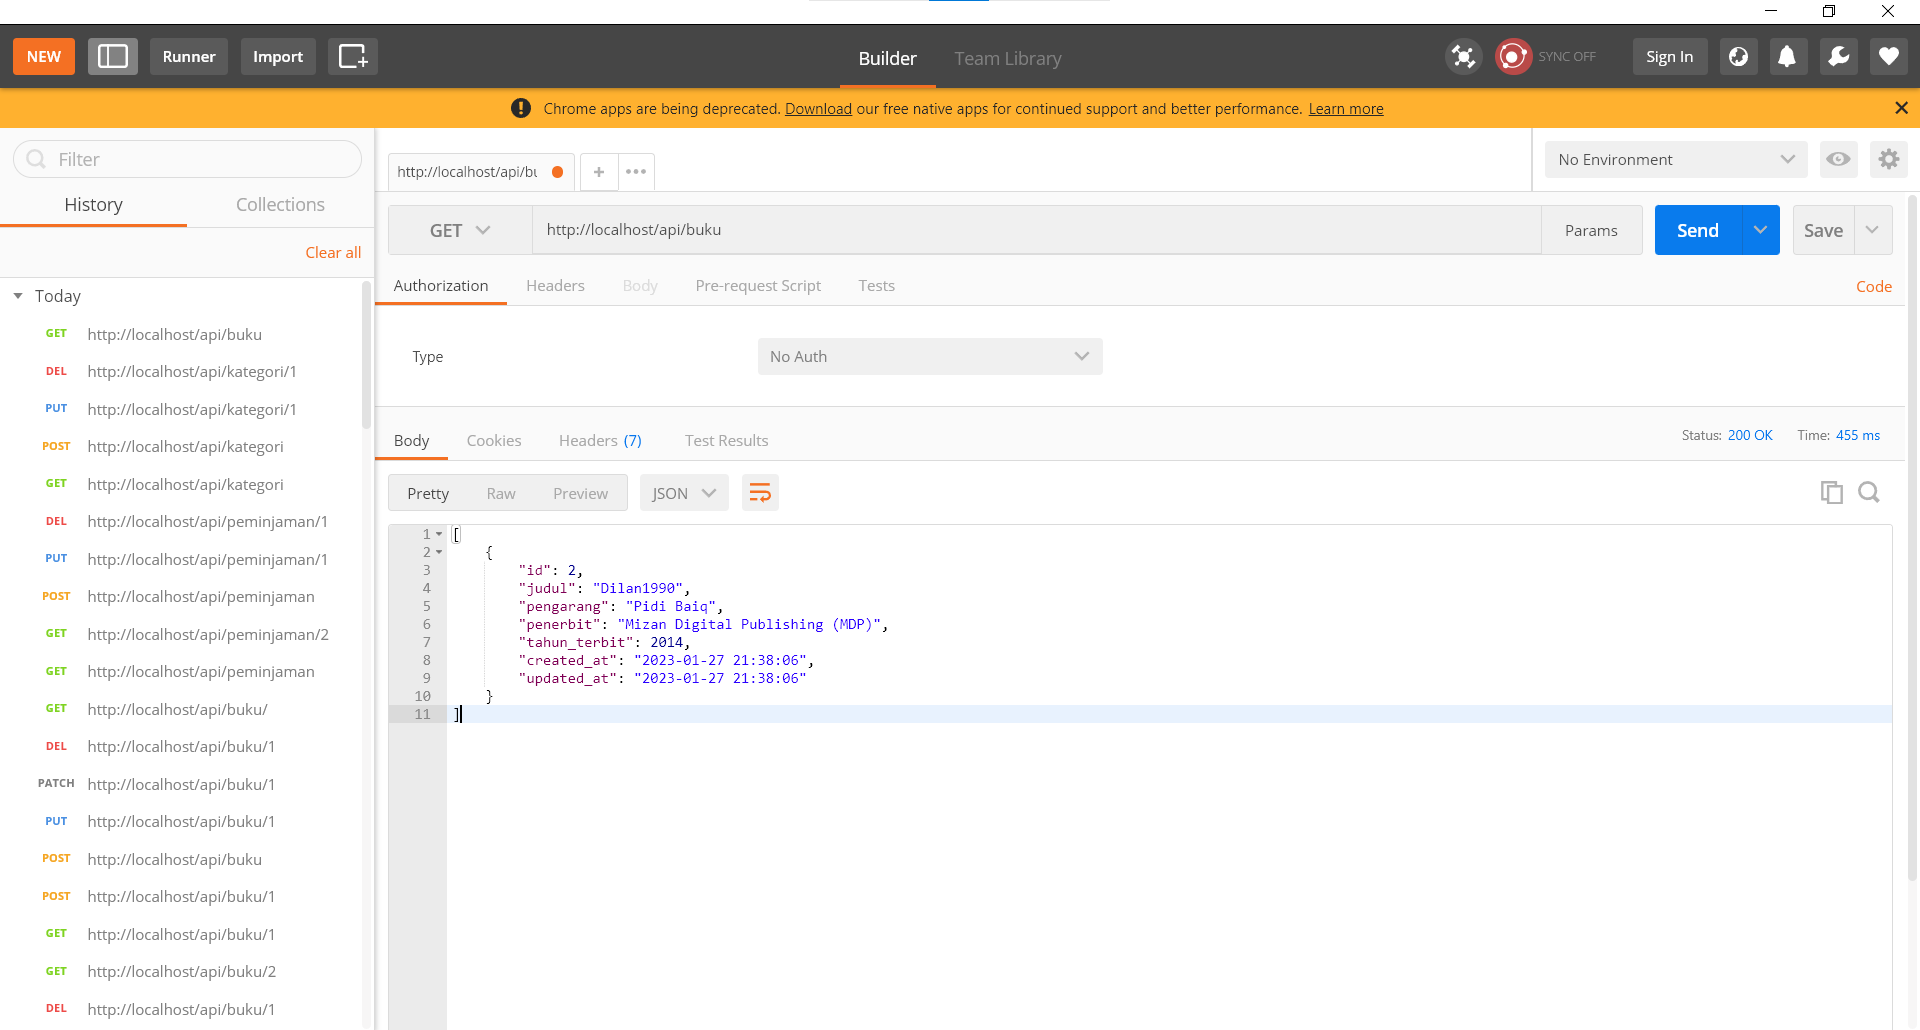 NEW Runner Import Builder Team Library SYNC OFF Sign In
Chrome apps are being deprecated. Download our free native apps for continued support and better performance. Learn more
Filter
History Collections
Clear all
Today
GET http://localhost/api/buku
DEL http://localhost/api/kategori/1
PUT http://localhost/api/kategori/1
POST http://localhost/api/kategori
GET http://localhost/api/kategori
DEL http://localhost/api/peminjaman/1
PUT http://localhost/api/peminjaman/1
POST http://localhost/api/peminjaman
GET http://localhost/api/peminjaman/2
GET http://localhost/api/peminjaman
GET http://localhost/api/buku/
DEL http://localhost/api/buku/1
PATCH http://localhost/api/buku/1
PUT http://localhost/api/buku/1
POST http://localhost/api/buku
POST http://localhost/api/buku/1
GET http://localhost/api/buku/1
GET http://localhost/api/buku/2
DEL http://localhost/api/buku/1
http://localhost/api/bu
No Environment
GET http://localhost/api/buku Params Send Save
Authorization Headers Body Pre-request Script Tests Code
Type No Auth
Body Cookies Headers (7) Test Results Status: 200 OK Time: 455 ms
Pretty Raw Preview JSON
1 [
2 {
3 "id": 2,
4 "judul": "Dilan1990",
5 "pengarang": "Pidi Baiq",
6 "penerbit": "Mizan Digital Publishing (MDP)",
7 "tahun_terbit": 2014,
8 "created_at": "2023-01-27 21:38:06",
9 "updated_at": "2023-01-27 21:38:06"
10 }
11 ]